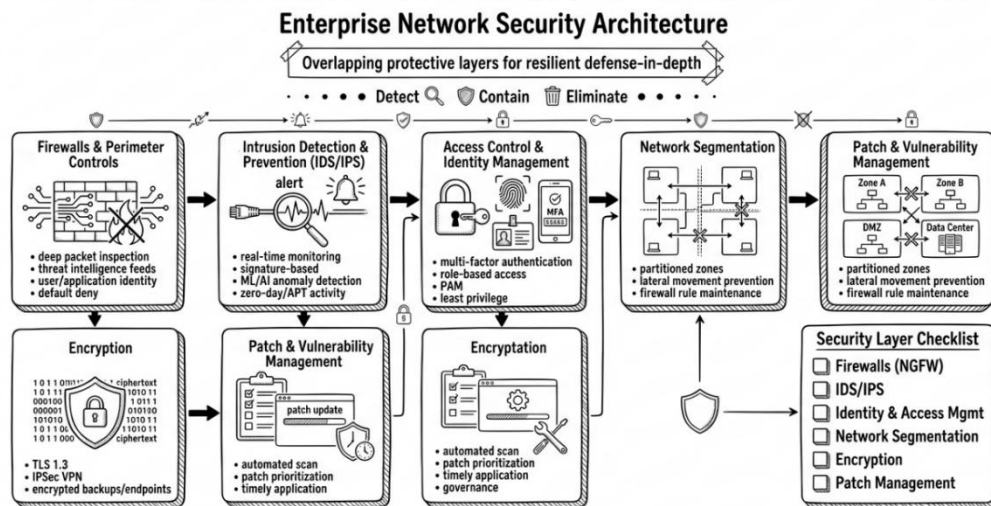 Enterprise Network Security Architecture
Overlapping protective layers for resilient defense-in-depth
Detect
Contain
Eliminate
Firewalls & Perimeter
Controls
• deep packet inspection
• threat intelligence feeds
• user/application identity
• default deny
Intrusion Detection &
Prevention (IDS/IPS)
alert
• real-time monitoring
• signature-based
• ML/AI anomaly detection
• zero-day/APT activity
Access Control &
Identity Management
MFA
• multi-factor authentication
• role-based access
• PAM
• least privilege
Network Segmentation
• partitioned zones
• lateral movement prevention
• firewall rule maintenance
Patch & Vulnerability
Management
Zone A
Zone B
DMZ
Data Center
• partitioned zones
• lateral movement prevention
• firewall rule maintenance
Encryption
ciphertext
ciphertext
• TLS 1.3
• IPSec VPN
• encrypted backups/endpoints
Patch & Vulnerability
Management
patch update
• automated scan
• patch prioritization
• timely application
Encryptation
• automated scan
• patch prioritization
• timely application
• governance
Security Layer Checklist
Firewalls (NGFW)
IDS/IPS
Identity & Access Mgmt
Network Segmentation
Encryption
Patch Management